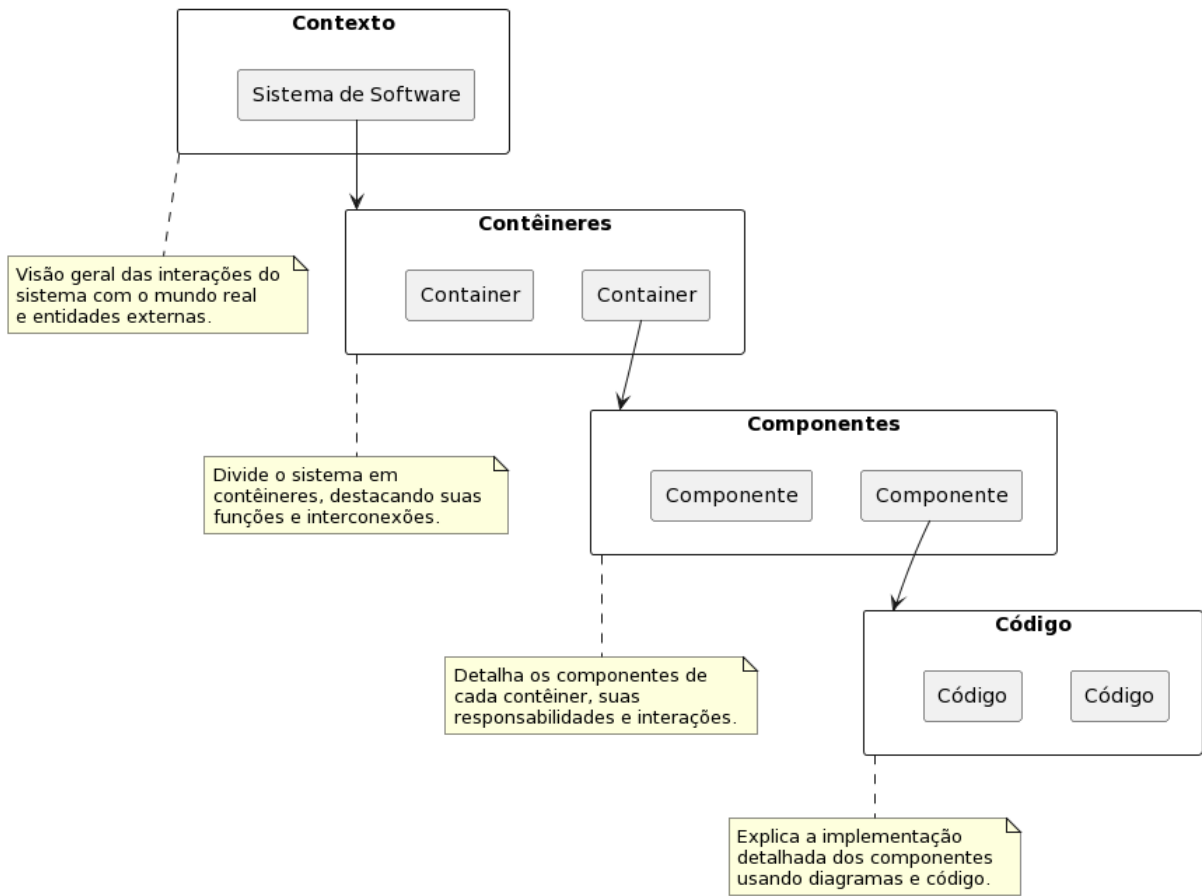 Contexto
Sistema de Software
Visão geral das interações do
sistema com o mundo real
e entidades externas.
Contêineres
Container
Container
Divide o sistema em
contêineres, destacando suas
funções e interconexões.
Componentes
Componente
Componente
Detalha os componentes de
cada contêiner, suas
responsabilidades e interações.
Código
Código
Código
Explica a implementação
detalhada dos componentes
usando diagramas e código.